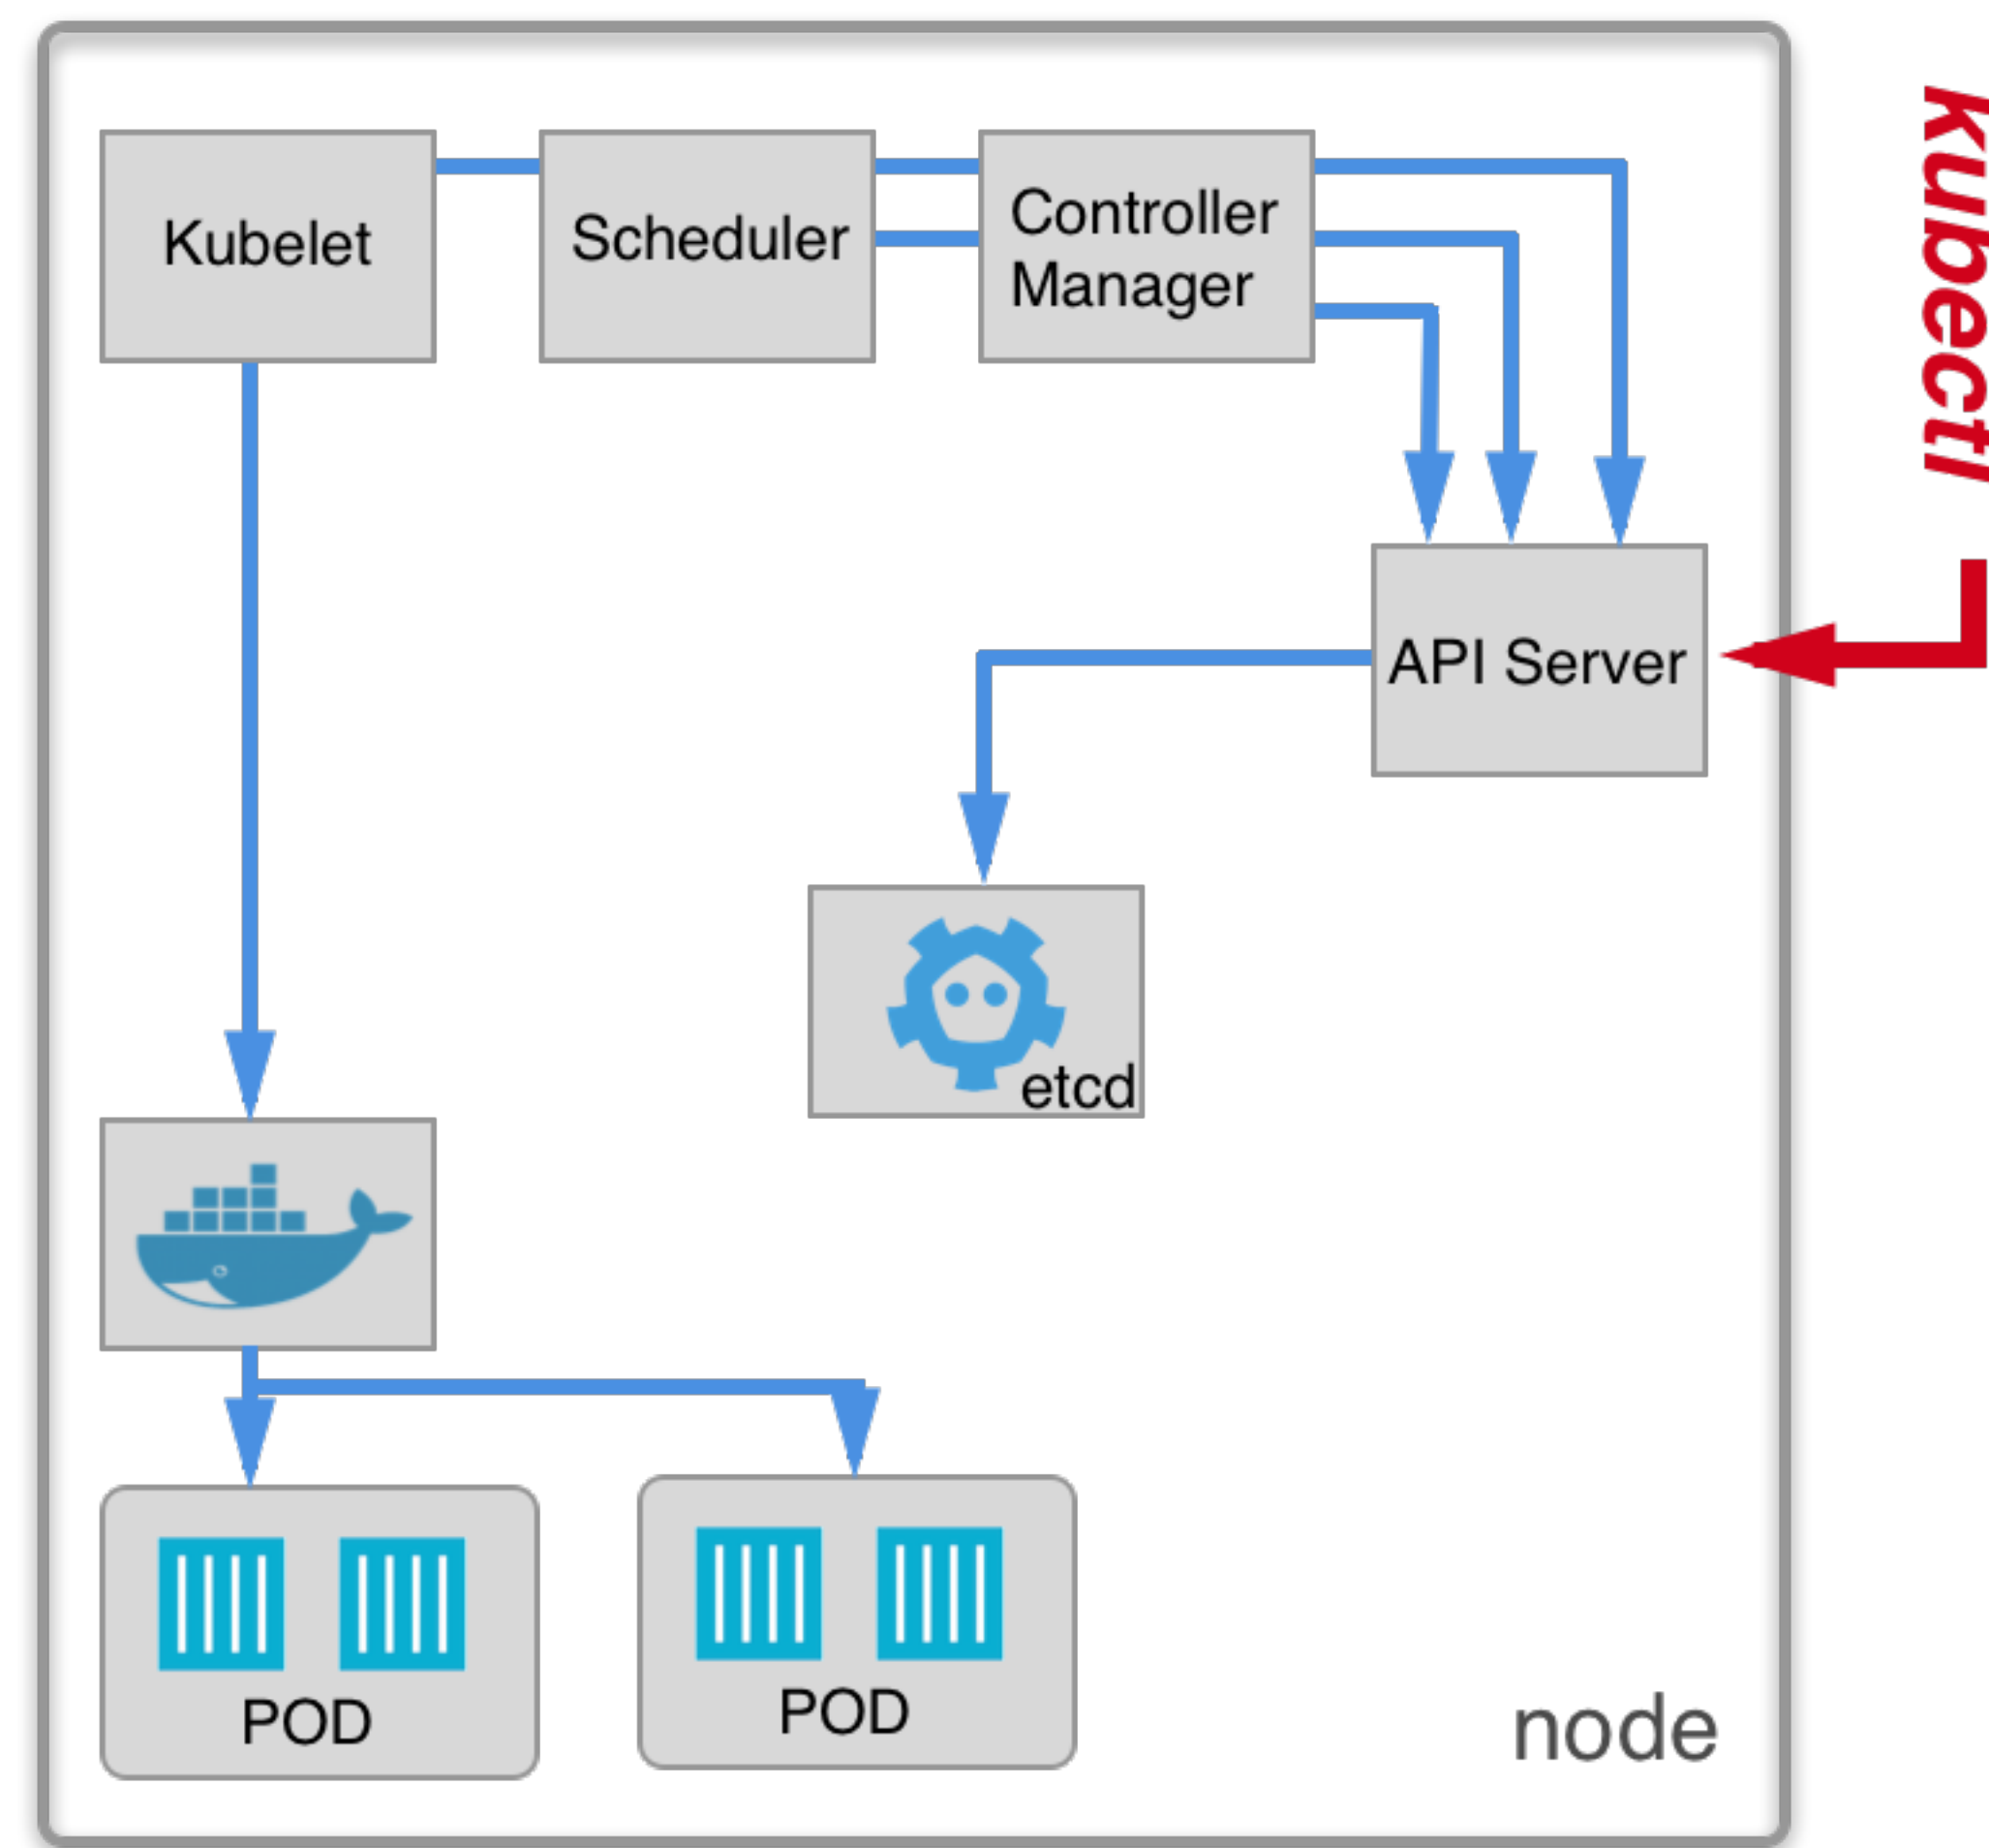 Kubelet
Scheduler
Controller
Manager
kubectl
API Server
etcd
POD
POD
node